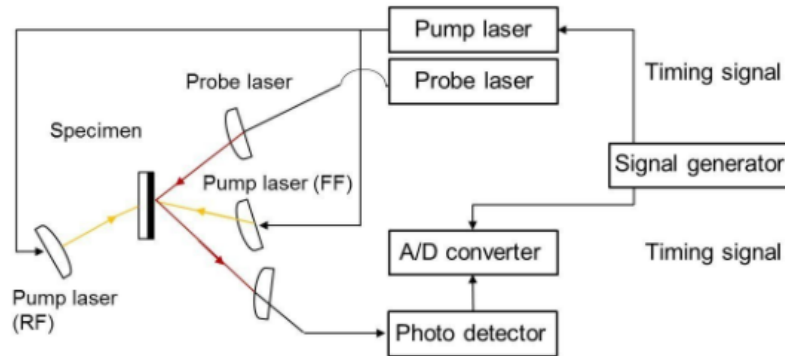 Pump laser
Probe laser
Probe laser
Timing signal
Specimen
Signal generator
Pump laser (FF)
A/D converter
Timing signal
Pump laser
(RF)
Photo detector